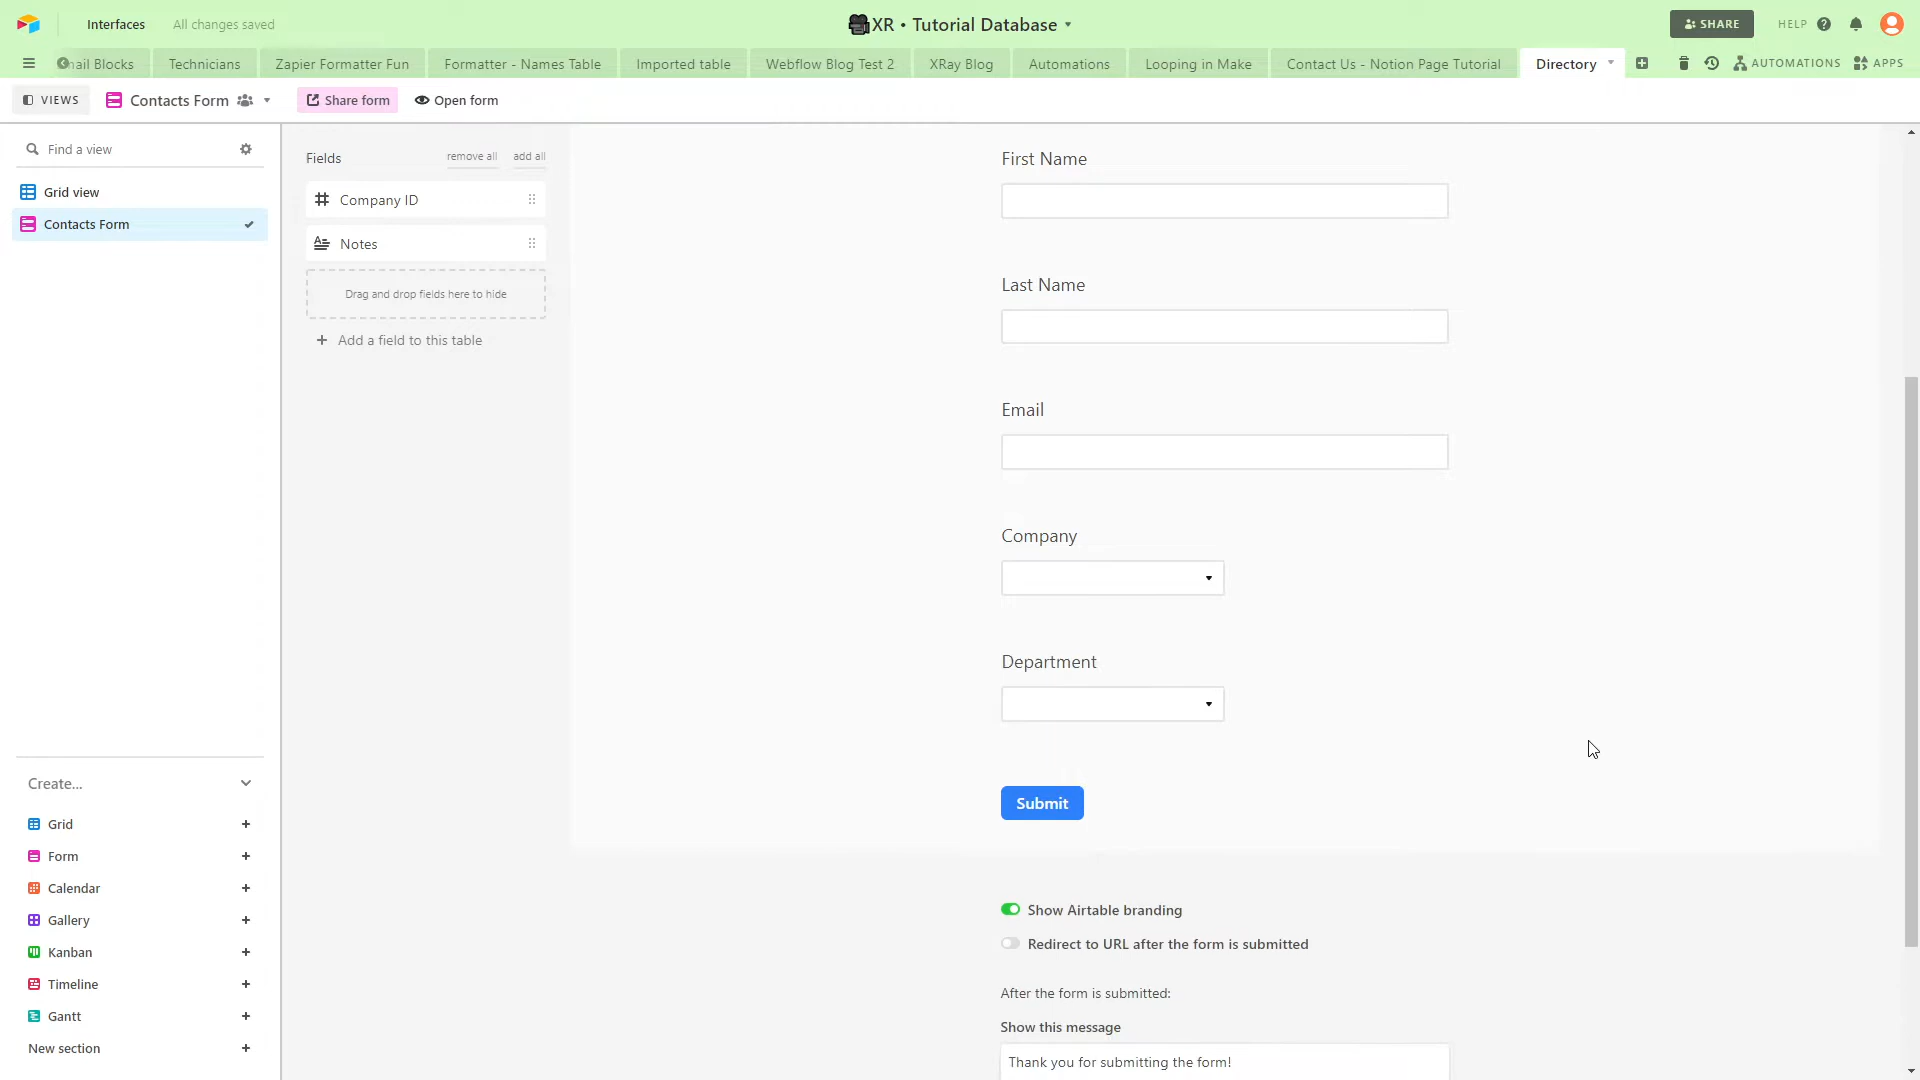 Interfaces
All changes saved
XR • Tutorial Database
SHARE
HELP
ail Blocks
Technicians
Zapier Formatter Fun
Formatter - Names Table
Imported table
Webflow Blog Test 2
XRay Blog
Automations
Looping in Make
Contact Us - Notion Page Tutorial
Directory
AUTOMATIONS
APPS
VIEWS
Contacts Form
Share form
Open form
Find a view
Grid view
Contacts Form
Fields
remove all
add all
Company ID
Notes
Drag and drop fields here to hide
+ Add a field to this table
First Name
Last Name
Email
Company
Department
Submit
Show Airtable branding
Redirect to URL after the form is submitted
After the form is submitted:
Show this message
Thank you for submitting the form!
Create...
Grid +
Form +
Calendar +
Gallery +
Kanban +
Timeline +
Gantt +
New section +